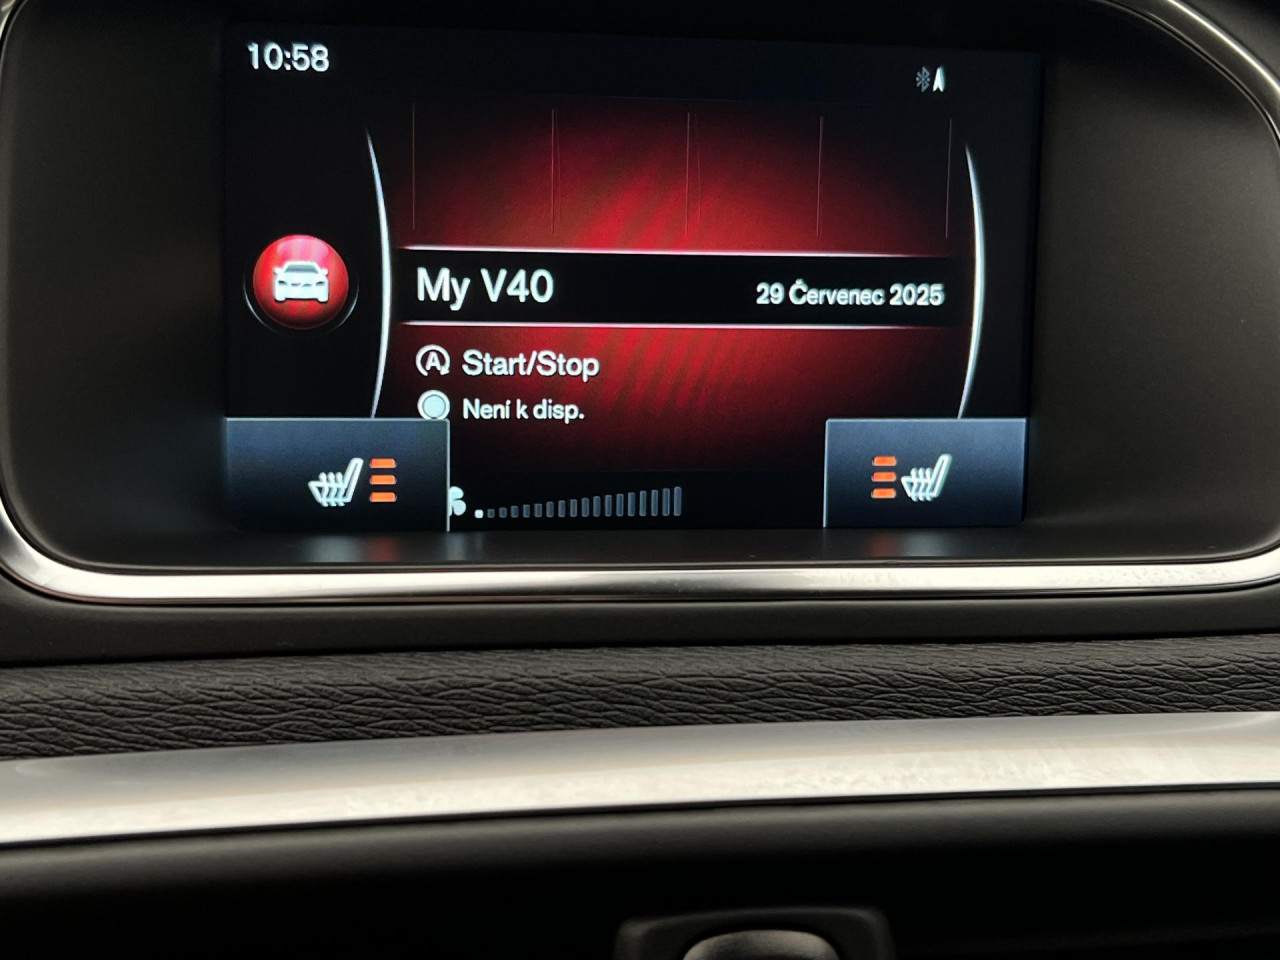 10:58
My V40
29 Červenec 2025
A Start/Stop
Není k disp.